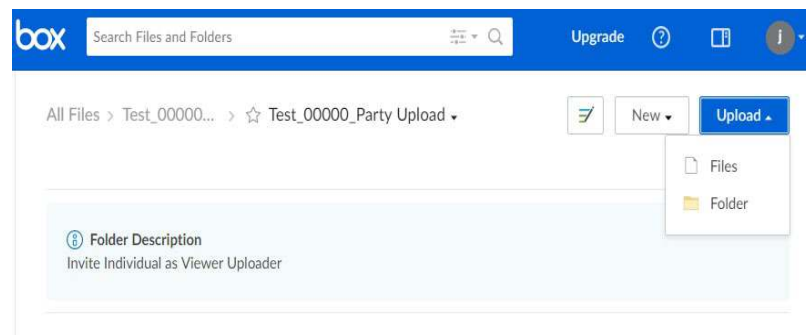 box Search Files and Folders Upgrade ? j
All Files > Test_00000... > Test_00000_Party Upload New Upload
Files
Folder
Folder Description
Invite Individual as Viewer Uploader